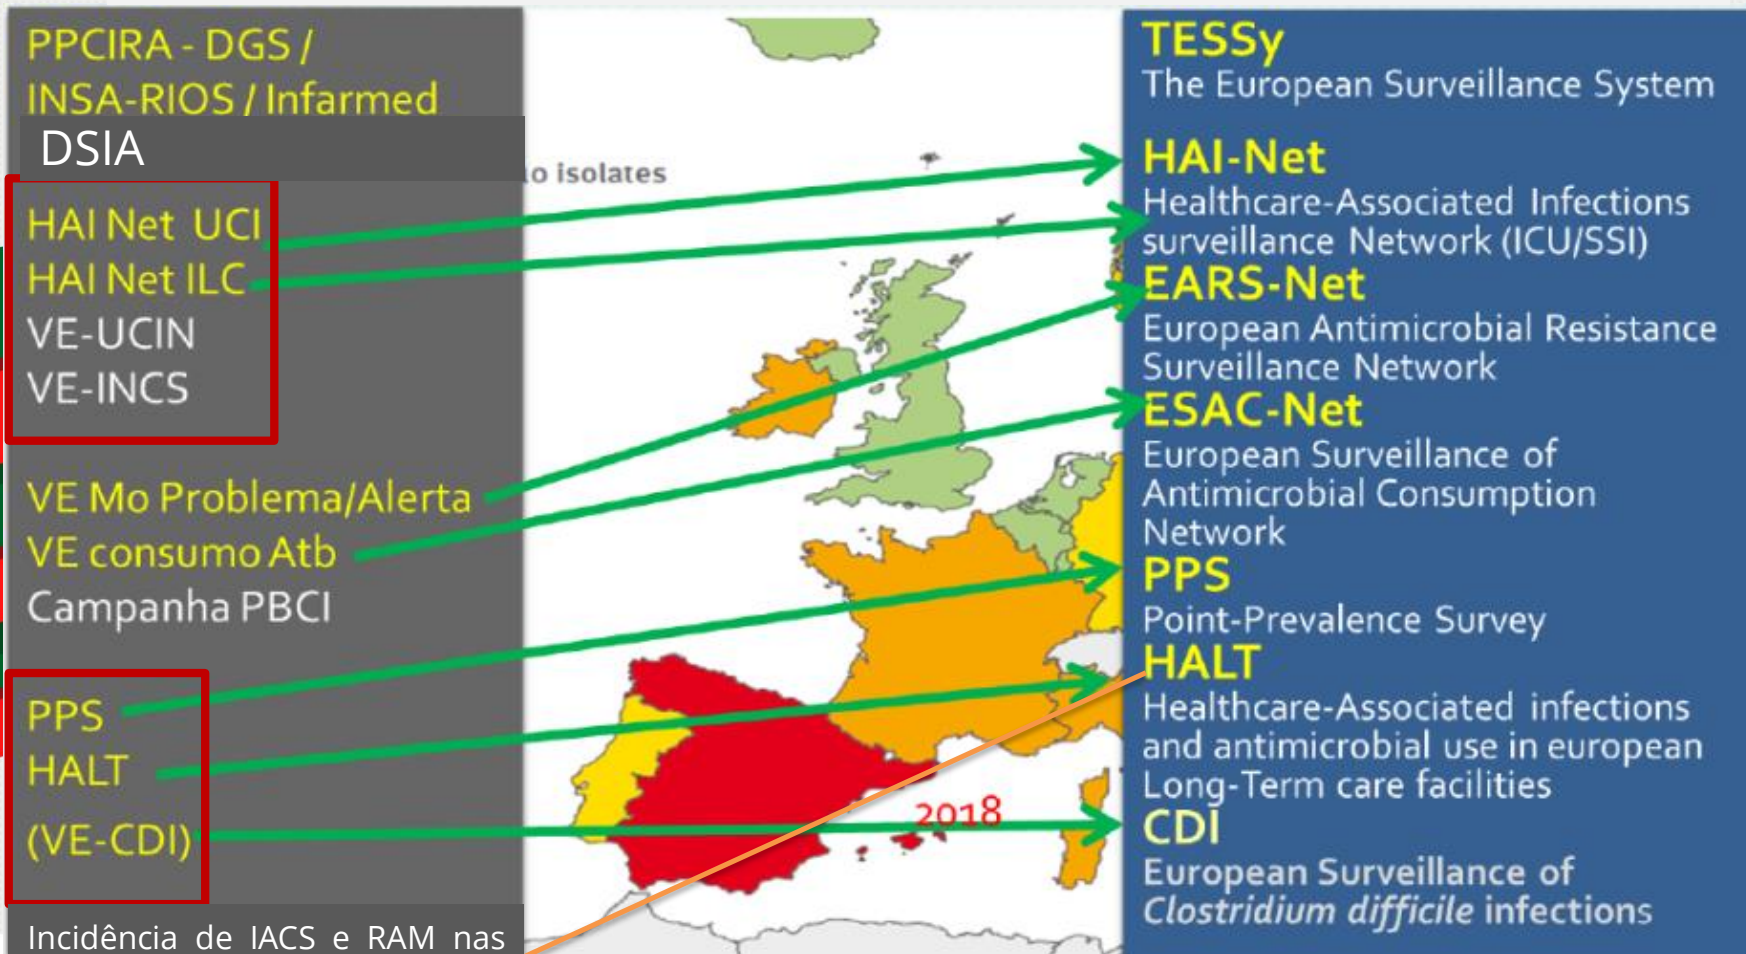 PPCIRA - DGS /
INSA-RIOS / Infarmed
DSIA
HAI Net UCI
HAI Net ILC
VE-UCIN
VE-INCS
VE Mo Problema/Alerta
VE consumo Atb
Campanha PBCI
PPS
HALT
(VE-CDI)
Incidência de IACS e RAM nas
isolates
2018
TESSy
The European Surveillance System
HAI-Net
Healthcare-Associated Infections
surveillance Network (ICU/SSI)
EARS-Net
European Antimicrobial Resistance
Surveillance Network
ESAC-Net
European Surveillance of
Antimicrobial Consumption
Network
PPS
Point-Prevalence Survey
HALT
Healthcare-Associated infections
and antimicrobial use in european
Long-Term care facilities
CDI
European Surveillance of
Clostridium difficile infections